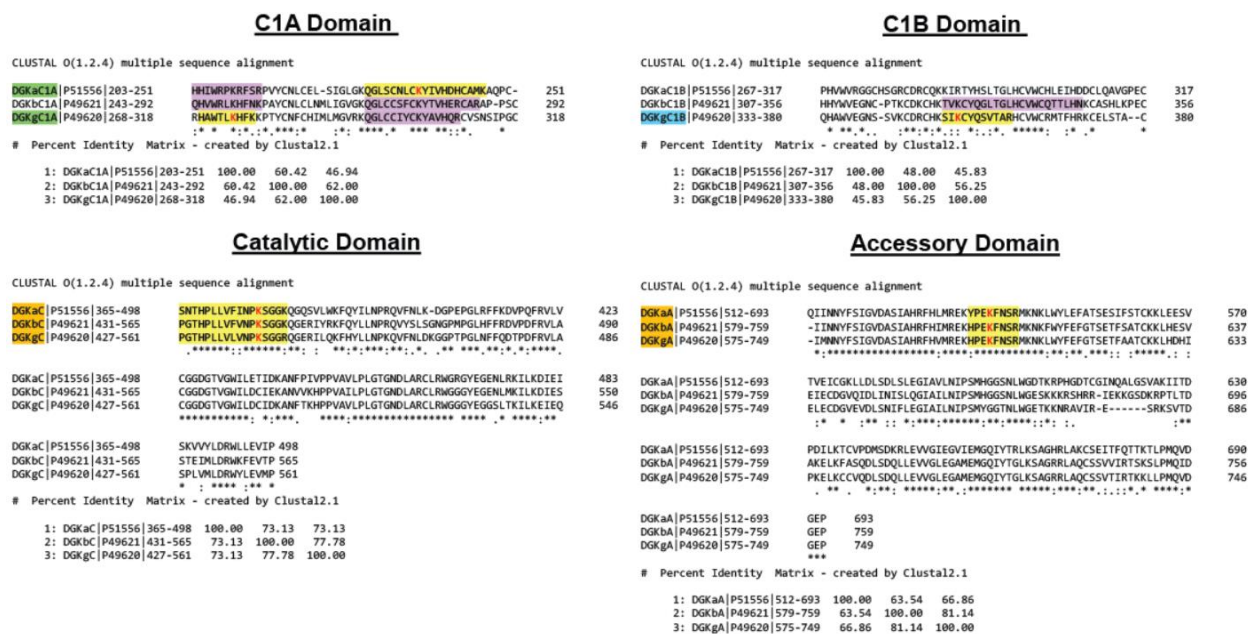 C1A Domain
CLUSTAL O(1.2.4) multiple sequence alignment
DGKaC1A|P51556|203-251 HHIWRPKRFSRPVYCNLCEL-SIGLGKQGLSCNLCKYIVHDHCAMKAQPC- 251
DGKbC1A|P49621|243-292 QHVWRLKHFNKPAYCNLCLNMLIGVGKQGLCCSFCKYTVHERCARAP-PSC 292
DGKgC1A|P49620|268-318 RHAWTLKHFKKPTYCNFCHIMLMGVRKQGLCCIYCKYAVHQRCVSNSIPGC 318
:* * *:*.:*.***:* :*: ****.* *** **::*. *
# Percent Identity Matrix - created by Clustal2.1
1: DGKaC1A|P51556|203-251 100.00 60.42 46.94
2: DGKbC1A|P49621|243-292 60.42 100.00 62.00
3: DGKgC1A|P49620|268-318 46.94 62.00 100.00
C1B Domain
CLUSTAL O(1.2.4) multiple sequence alignment
DGKaC1B|P51556|267-317 PHVWVRGGCHSGRCDRCQKKIRTYHSLTGLHCVWCHLEIHDDCLQAVGPEC 317
DGKbC1B|P49621|307-356 HHYWVEGNC-PTKCDKCHKTVKCYQGLTGLHCVWCQTTLHNKCASHLKPEC 356
DGKgC1B|P49620|333-380 QHAWVEGNS-SVKCDRCHKSIKCYQSVTARHCVWCRMTFHRKCELSTA--C 380
* **.*.. :**:*:*.:: *:.:*. *****: :* .* *
# Percent Identity Matrix - created by Clustal2.1
1: DGKaC1B|P51556|267-317 100.00 48.00 45.83
2: DGKbC1B|P49621|307-356 48.00 100.00 56.25
3: DGKgC1B|P49620|333-380 45.83 56.25 100.00
Catalytic Domain
CLUSTAL O(1.2.4) multiple sequence alignment
DGKaC|P51556|365-498 SNTHPLLVFINPKSGGKQGQSVLWKFQYILNPRQVFNLK-DGPEPGLRFFKDVPQFRVLV 423
DGKbC|P49621|431-565 PGTHPLLVFVNPKSGGKQGERIYRKFQYLLNPRQVYSLSGNGPMPGLNFFRDVPDFRVLA 490
DGKgC|P49620|427-561 PGTHPLLVLVNPKSGGRQGERILQKFHYLLNPKQVFNLDKGGPTPGLNFFQDTPDFRVLA 486
.******::******:**: : **:*:***:**:.*. .** ***.**:*.*:****.
DGKaC|P51556|365-498 CGGDGTVGWILETIDKANFPIVPPVAVLPLGTGNDLARCLRWGRGYEGENLRKILKDIEI 483
DGKbC|P49621|431-565 CGGDGTVGWILDCIEKANVVKHPPVAILPLGTGNDLARCLRWGGGYEGENLMKILKDIEN 550
DGKgC|P49620|427-561 CGGDGTVGWILDCIDKANFTKHPPVAVLPLGTGNDLARCLRWGGGYEGGSLTKILKEIEQ 546
***********: *:***. ****:**************** **** .* ****:**
DGKaC|P51556|365-498 SKVVYLDRWLLEVIP 498
DGKbC|P49621|431-565 STEIMLDRWKFEVTP 565
DGKgC|P49620|427-561 SPLVMLDRWYLEVMP 561
* : **** :** *
# Percent Identity Matrix - created by Clustal2.1
1: DGKaC|P51556|365-498 100.00 73.13 73.13
2: DGKbC|P49621|431-565 73.13 100.00 77.78
3: DGKgC|P49620|427-561 73.13 77.78 100.00
Accessory Domain
CLUSTAL O(1.2.4) multiple sequence alignment
DGKaA|P51556|512-693 QIINNYFSIGVDASIAHRFHLMREKYPEKFNSRMKNKLWYLEFATSESIFSTCKKLEESV 570
DGKbA|P49621|579-759 -IINNYFSIGVDASIAHRFHIMREKHPEKFNSRMKNKFWYFEFGTSETFSATCKKLHESV 637
DGKgA|P49620|575-749 -IMNNYFSIGVDASIAHRFHVMREKHPEKFNSRMKNKLWYFEFGTSETFAATCKKLHDHI 633
*:*****************:****:***********:**:**.***:: :*****.: :
DGKaA|P51556|512-693 TVEICGKLLDLSDLSLEGIAVLNIPSMHGGSNLWGDTKRPHGDTCGINQALGSVAKIITD 630
DGKbA|P49621|579-759 EIECDGVQIDLINISLQGIAILNIPSMHGGSNLWGESKKKRSHRR-IEKKGSDKRPTLTD 696
DGKgA|P49620|575-749 ELECDGVEVDLSNIFLEGIAILNIPSMYGGTNLWGETKKNRAVIR-E------SRKSVTD 686
:* * :** :: *:***:******:**:****::*: :. . :**
DGKaA|P51556|512-693 PDILKTCVPDMSDKRLEVVGIEGVIEMGQIYTRLKSAGHRLAKCSEITFQTTKTLPMQVD 690
DGKbA|P49621|579-759 AKELKFASQDLSDQLLEVVGLEGAMEMGQIYTGLKSAGRRLAQCSSVVIRTSKSLPMQID 756
DGKgA|P49620|575-749 PKELKCCVQDLSDQLLEVVGLEGAMEMGQIYTGLKSAGRRLAQCSSVTIRTKKLLPMQVD 746
. ** . *:**: *****:**.:******* *****:***:**.:.::*.* ****:*
DGKaA|P51556|512-693 GEP 693
DGKbA|P49621|579-759 GEP 759
DGKgA|P49620|575-749 GEP 749
***
# Percent Identity Matrix - created by Clustal2.1
1: DGKaA|P51556|512-693 100.00 63.54 66.86
2: DGKbA|P49621|579-759 63.54 100.00 81.14
3: DGKgA|P49620|575-749 66.86 81.14 100.00